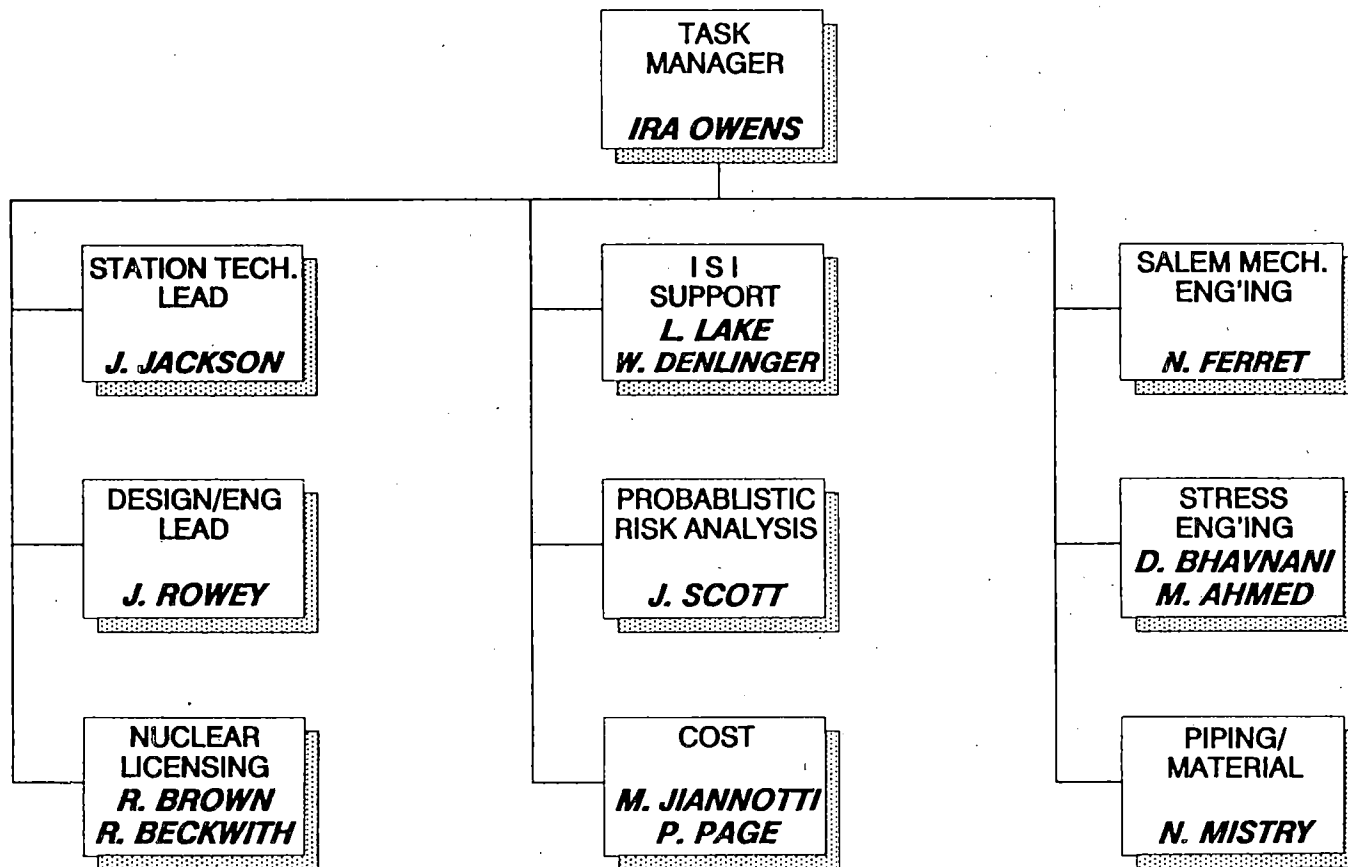 TASK
MANAGER
IRA OWENS
STATION TECH.
LEAD
J. JACKSON
I S I
SUPPORT
L. LAKE
W. DENLINGER
SALEM MECH.
ENG'ING
N. FERRET
DESIGN/ENG
LEAD
J. ROWEY
PROBABLISTIC
RISK ANALYSIS
J. SCOTT
STRESS
ENG'ING
D. BHAVNANI
M. AHMED
NUCLEAR
LICENSING
R. BROWN
R. BECKWITH
COST
M. JIANNOTTI
P. PAGE
PIPING/
MATERIAL
N. MISTRY